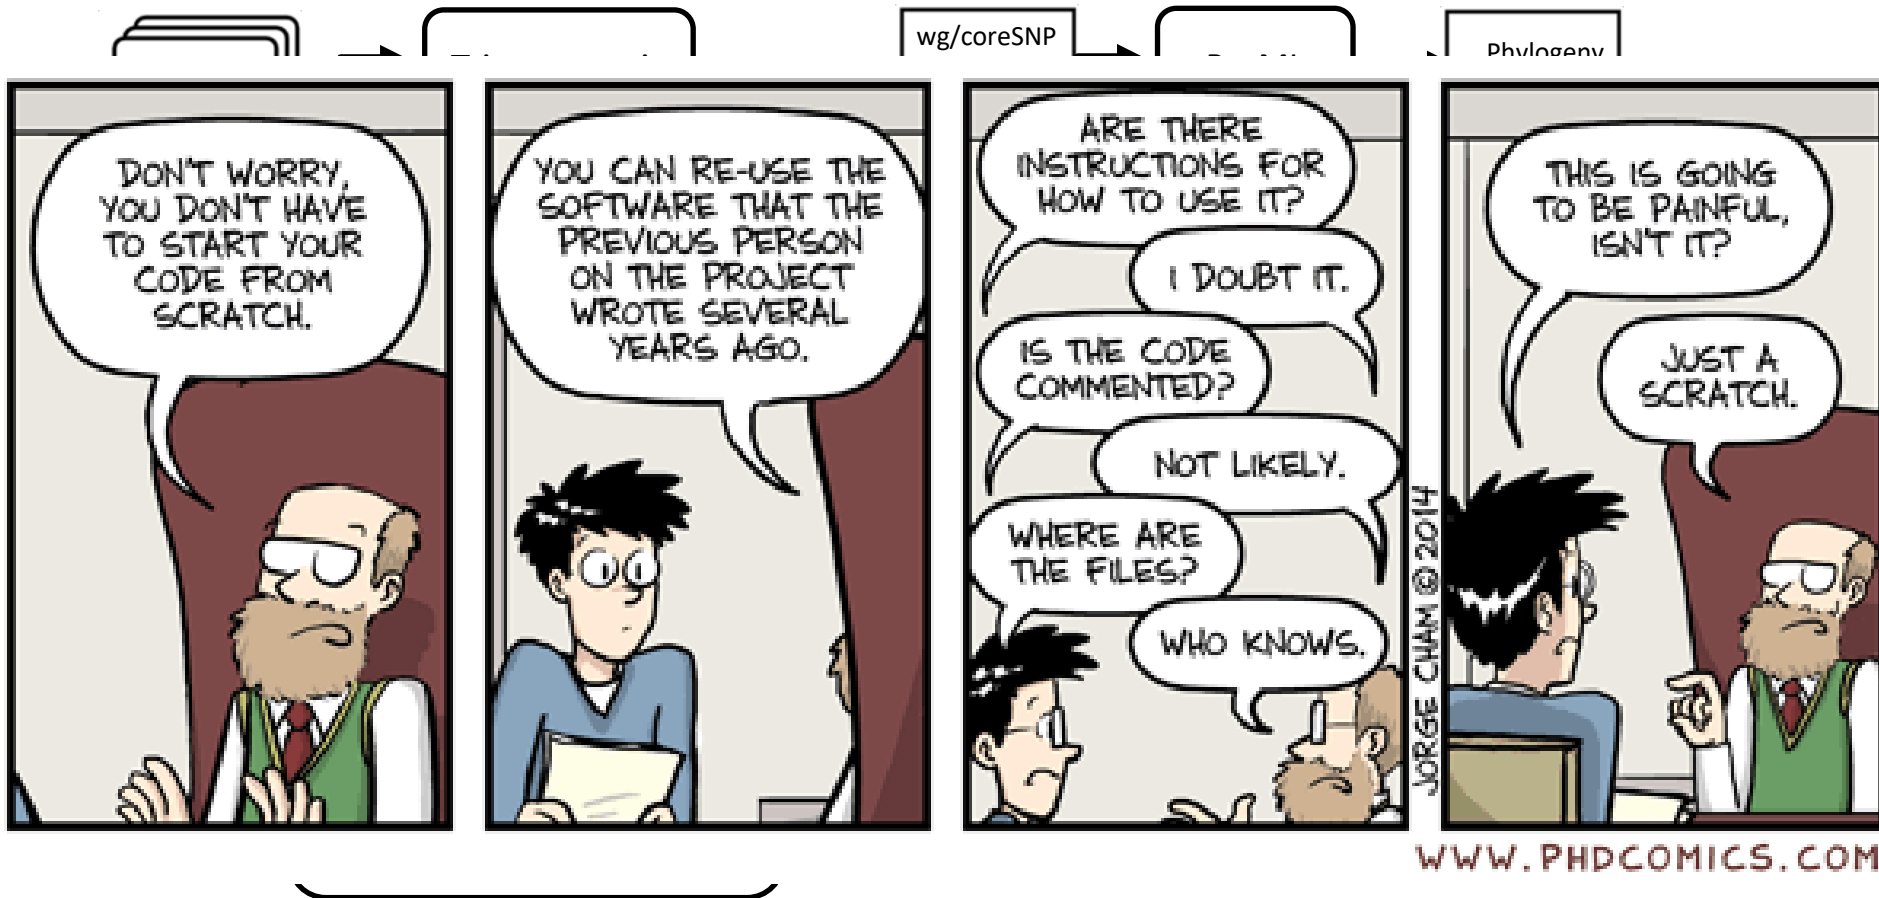 wg/coreSNP
Phylogeny
DON'T WORRY,
YOU DON'T HAVE
TO START YOUR
CODE FROM
SCRATCH.
YOU CAN RE-USE THE
SOFTWARE THAT THE
PREVIOUS PERSON
ON THE PROJECT
WROTE SEVERAL
YEARS AGO.
ARE THERE
INSTRUCTIONS FOR
HOW TO USE IT?
I DOUBT IT.
IS THE CODE
COMMENTED?
NOT LIKELY.
WHERE ARE
THE FILES?
WHO KNOWS.
JORGE CHAM © 2014
THIS IS GOING
TO BE PAINFUL,
ISN'T IT?
JUST A
SCRATCH.
WWW.PHDCOMICS.COM